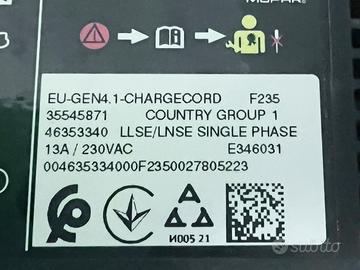 MOPAR
EU-GEN4.1-CHARGECORD F235
35545871 COUNTRY GROUP 1
46353340 LLSE/LNSE SINGLE PHASE
13A / 230VAC E346031
004635334000F2350027805223
И005 21
subito